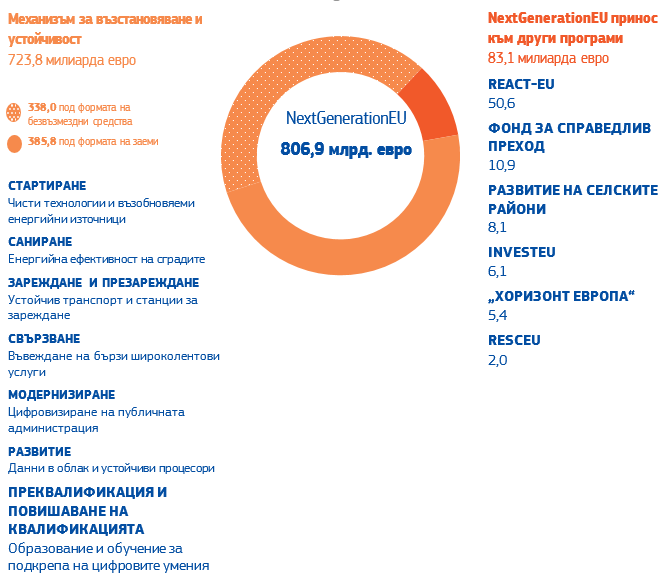 Механизъм за възстановяване и
устойчивост
723,8 милиарда евро
338,0 под формата на
безвъзмездни средства
385,8 под формата на заеми
СТАРТИРАНЕ
Чисти технологии и възобновяеми
енергийни източници
САНИРАНЕ
Енергийна ефективност на сградите
ЗАРЕЖДАНЕ И ПРЕЗАРЕЖДАНЕ
Устойчив транспорт и станции за
зареждане
СВЪРЗВАНЕ
Въвеждане на бързи широколентови
услуги
МОДЕРНИЗИРАНЕ
Цифровизиране на публичната
администрация
РАЗВИТИЕ
Данни в облак и устойчиви процесори
ПРЕКВАЛИФИКАЦИЯ И
ПОВИШАВАНЕ НА
КВАЛИФИКАЦИЯТА
Образование и обучение за
подкрепа на цифровите умения
NextGenerationEU
806,9 млрд. евро
NextGenerationEU принос
към други програми
83,1 милиарда евро
REACT-EU
50,6
ФОНД ЗА СПРАВЕДЛИВ
ПРЕХОД
10,9
РАЗВИТИЕ НА СЕЛСКИТЕ
РАЙОНИ
8,1
INVESTEU
6,1
„ХОРИЗОНТ ЕВРОПА“
5,4
RESCEU
2,0